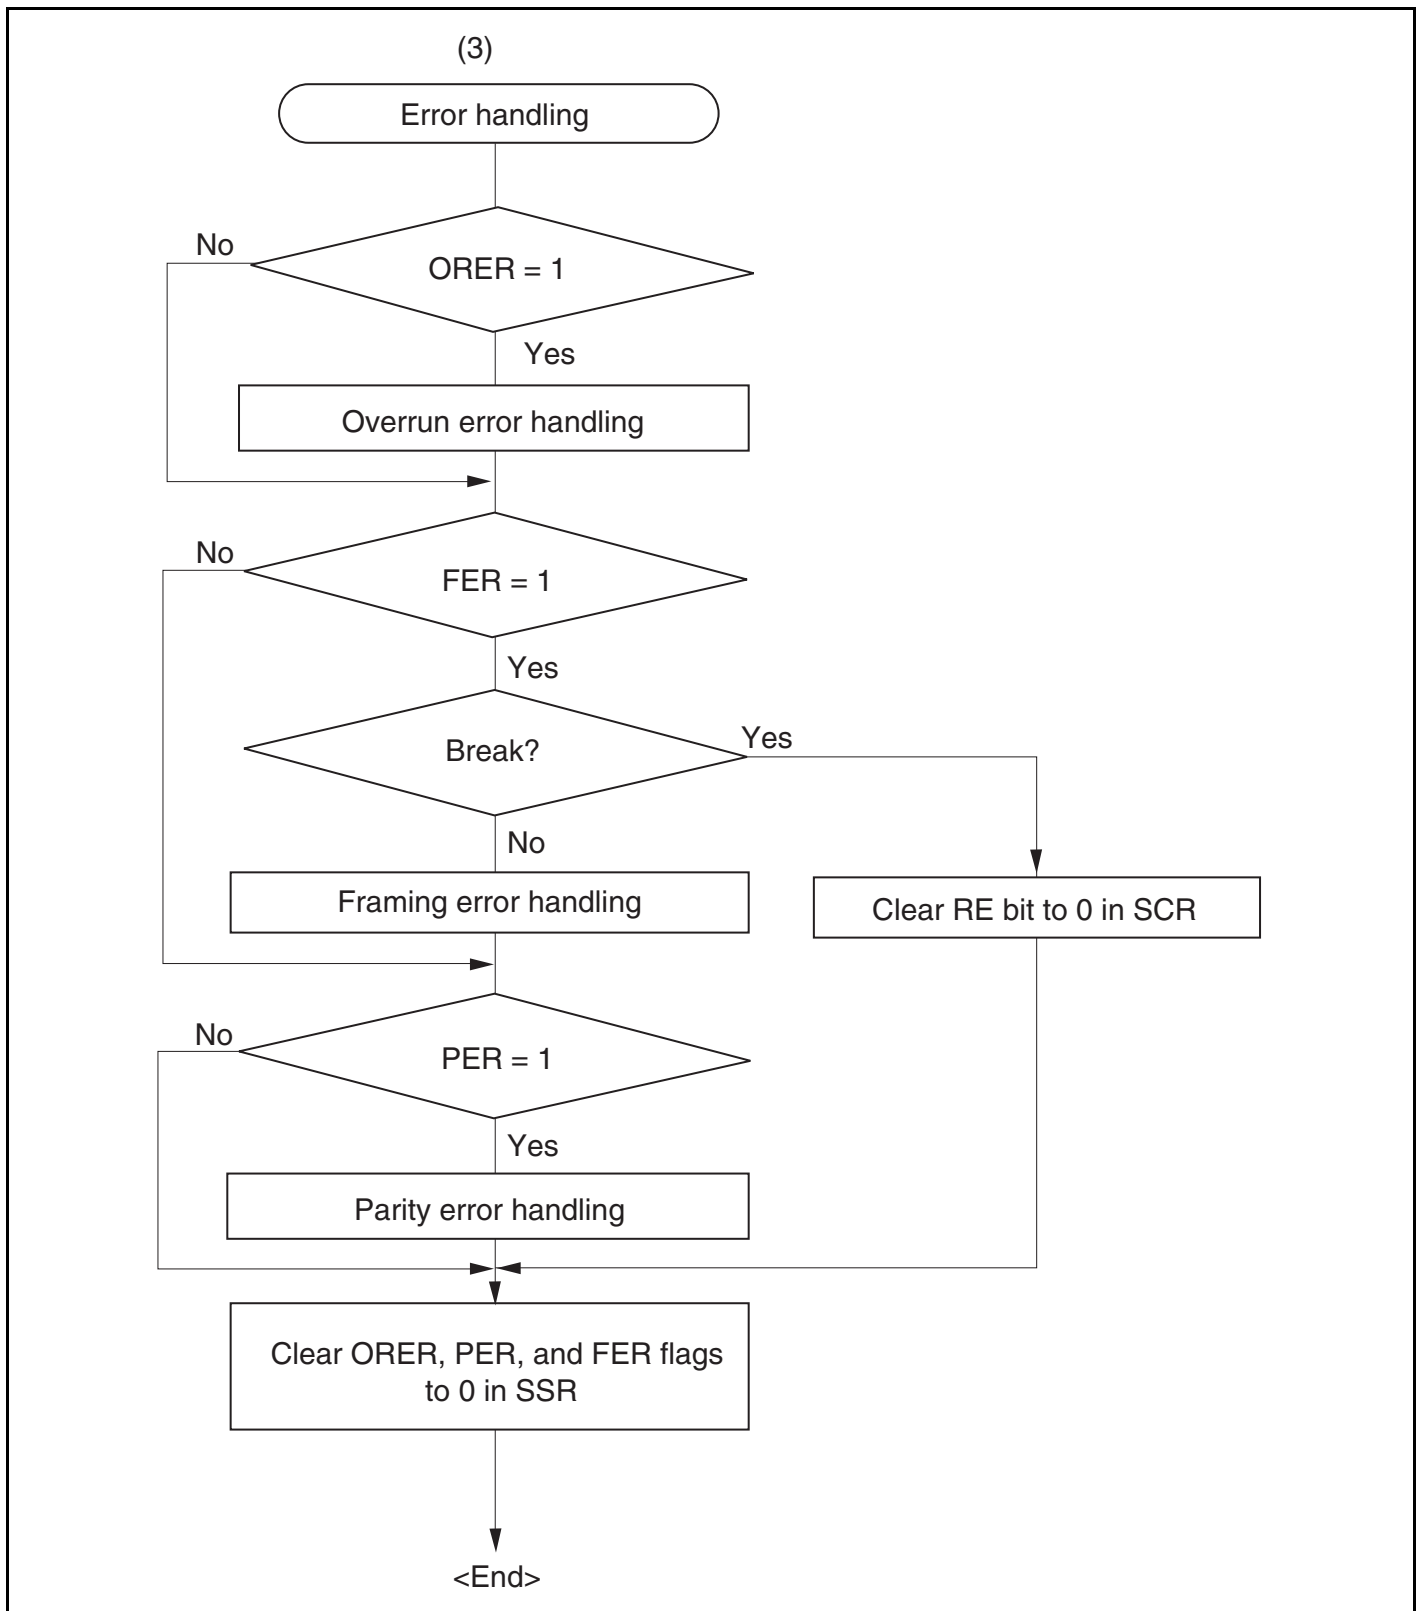 (3)
Error handling
No
ORER = 1
Yes
Overrun error handling
No
FER = 1
Yes
Break?
Yes
No
Framing error handling
Clear RE bit to 0 in SCR
No
PER = 1
Yes
Parity error handling
Clear ORER, PER, and FER flags
to 0 in SSR
<End>